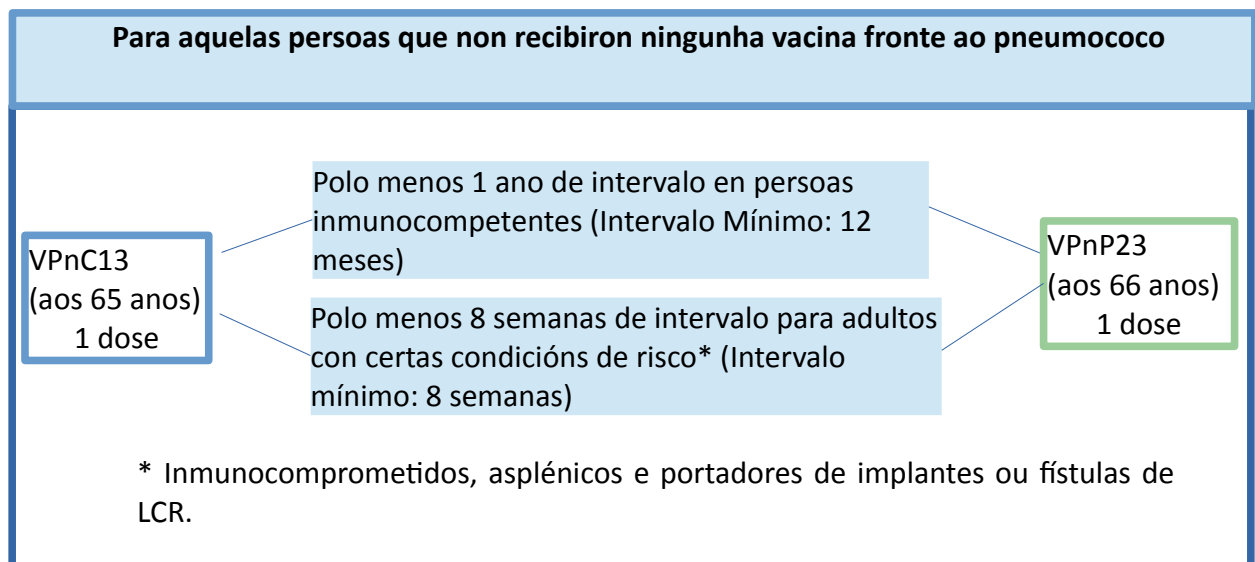 Para aquelas persoas que non recibiron ningunha vacina fronte ao pneumococo
VPnC13
(aos 65 anos)
1 dose
Polo menos 1 ano de intervalo en persoas
inmunocompetentes (Intervalo Mínimo: 12
meses)
Polo menos 8 semanas de intervalo para adultos
con certas condicións de risco* (Intervalo
mínimo: 8 semanas)
VPnP23
(aos 66 anos)
1 dose
* Inmunocomprometidos, asplénicos e portadores de implantes ou fístulas de
LCR.